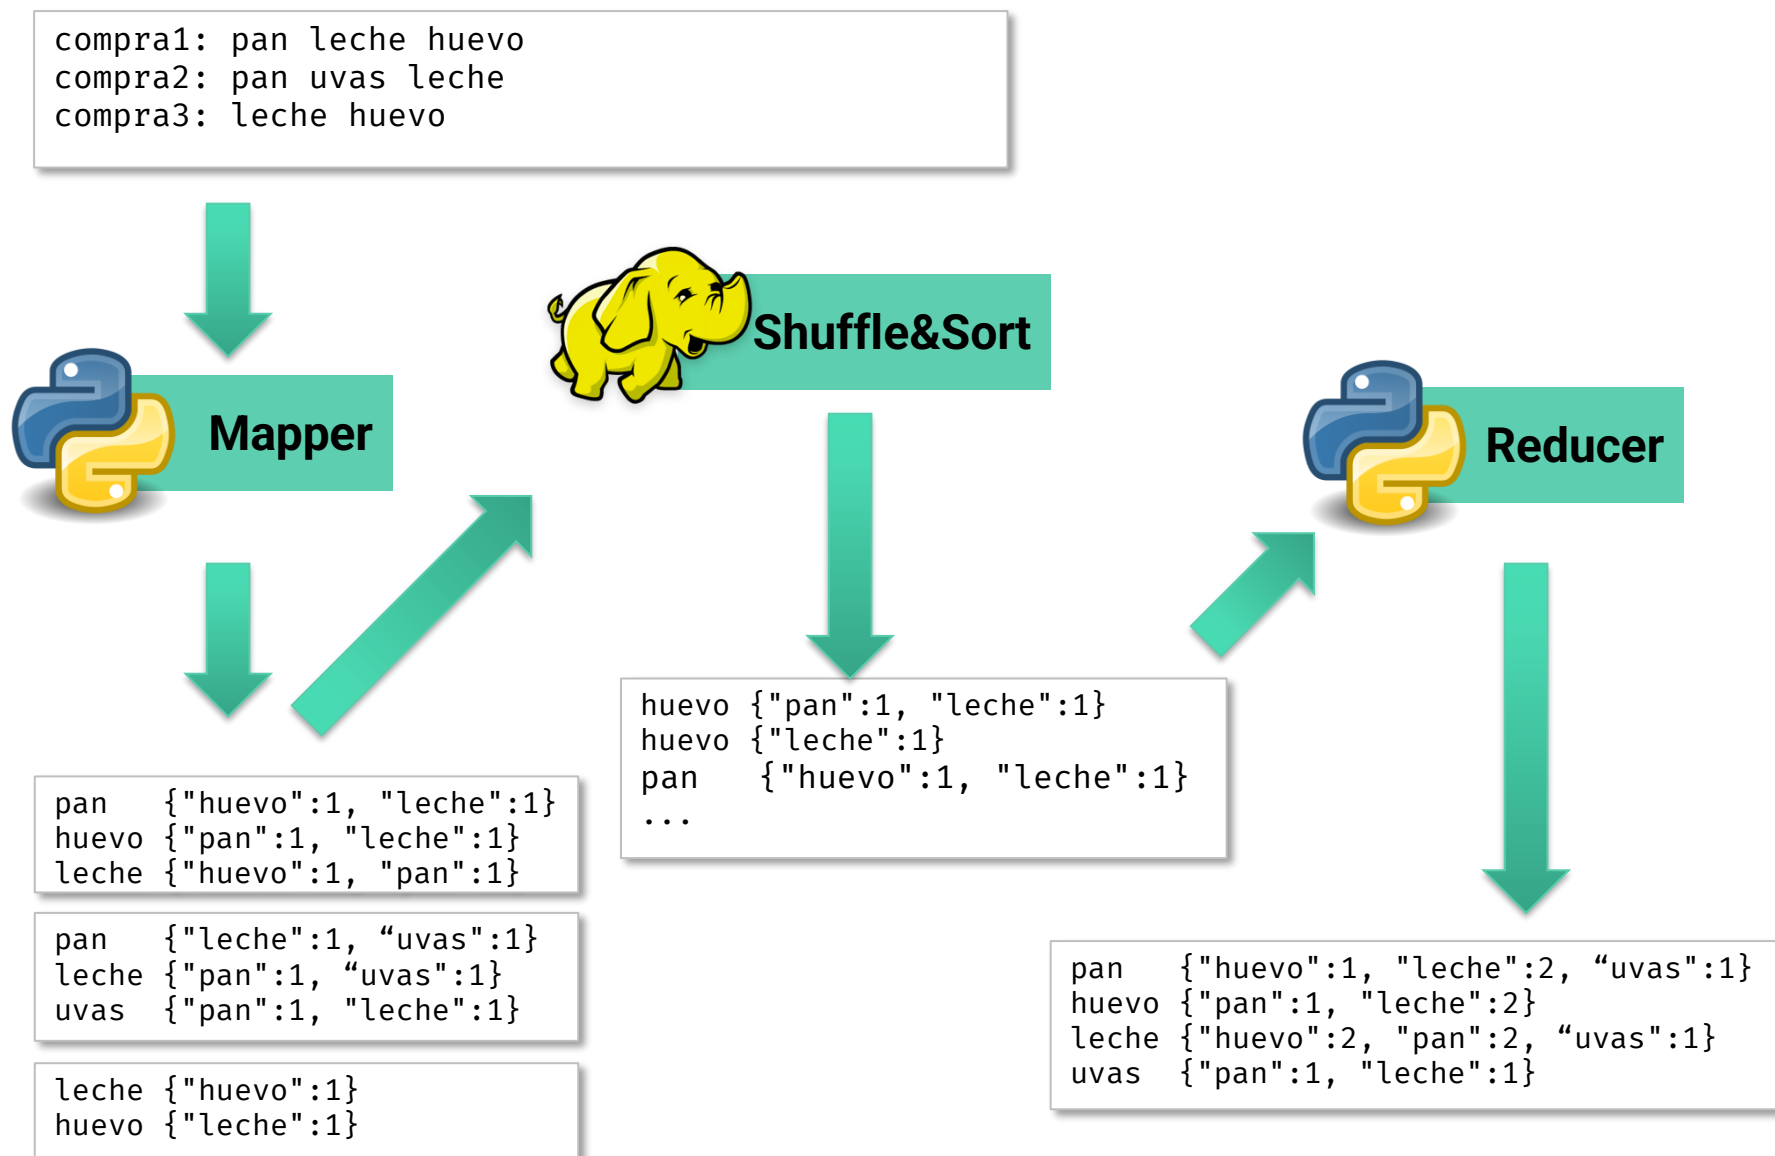 compra1: pan leche huevo
compra2: pan uvas leche
compra3: leche huevo
Mapper
Shuffle&Sort
Reducer
pan   {"huevo":1, "leche":1}
huevo {"pan":1, "leche":1}
leche {"huevo":1, "pan":1}
pan   {"leche":1, “uvas":1}
leche {"pan":1, “uvas":1}
uvas  {"pan":1, "leche":1}
leche {"huevo":1}
huevo {"leche":1}
huevo {"pan":1, "leche":1}
huevo {"leche":1}
pan   {"huevo":1, "leche":1}
...
pan   {"huevo":1, "leche":2, “uvas":1}
huevo {"pan":1, "leche":2}
leche {"huevo":2, "pan":2, “uvas":1}
uvas  {"pan":1, "leche":1}